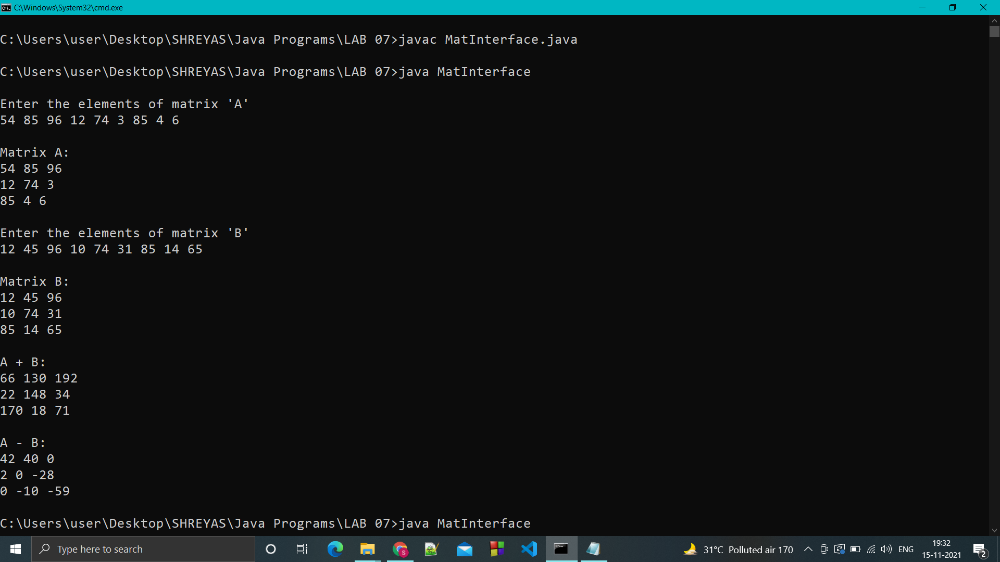 C:\Windows\System32\cmd.exe
C:\Users\user\Desktop\SHREYAS\Java Programs\LAB 07>javac MatInterface.java
C:\Users\user\Desktop\SHREYAS\Java Programs\LAB 07>java MatInterface
Enter the elements of matrix 'A'
54 85 96 12 74 3 85 4 6
Matrix A:
54 85 96
12 74 3
85 4 6
Enter the elements of matrix 'B'
12 45 96 10 74 31 85 14 65
Matrix B:
12 45 96
10 74 31
85 14 65
A + B:
66 130 192
22 148 34
170 18 71
A - B:
42 40 0
2 0 -28
0 -10 -59
C:\Users\user\Desktop\SHREYAS\Java Programs\LAB 07>java MatInterface
Type here to search
S
31°C Polluted air 170
ENG
19:32
15-11-2021
2